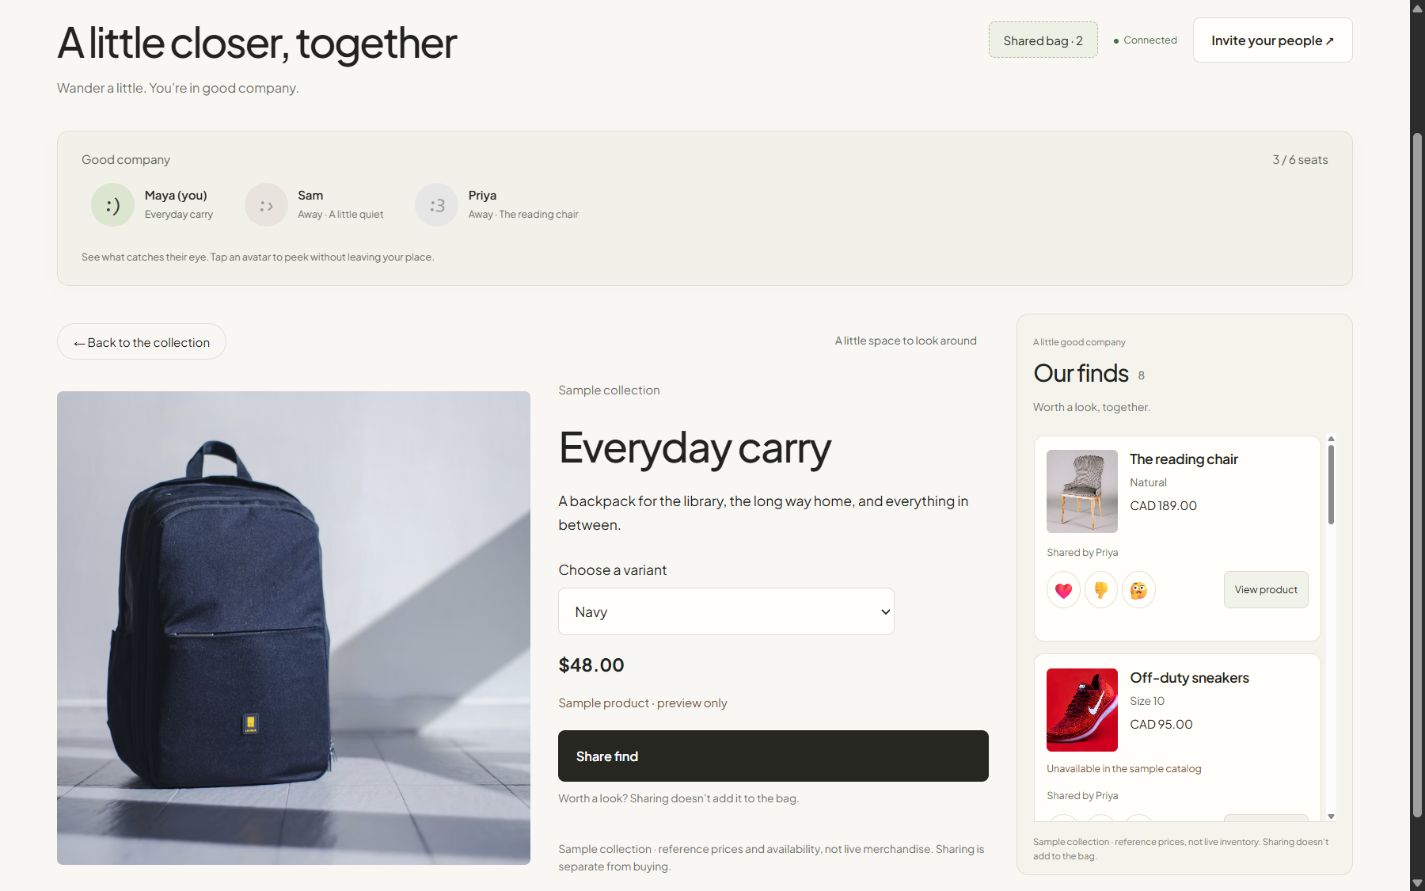 A little closer, together
Shared bag · 2
Connected
Invite your people ↗
Wander a little. You're in good company.
Good company
3 / 6 seats
:)
Maya (you)
Everyday carry
:›
Sam
Away · A little quiet
:3
Priya
Away · The reading chair
See what catches their eye. Tap an avatar to peek without leaving your place.
← Back to the collection
A little space to look around
Sample collection
Everyday carry
A backpack for the library, the long way home, and everything in
between.
Choose a variant
Navy
$48.00
Sample product · preview only
Share find
Worth a look? Sharing doesn't add it to the bag.
Sample collection · reference prices and availability, not live merchandise. Sharing is
separate from buying.
A little good company
Our finds 8
Worth a look, together.
The reading chair
Natural
CAD 189.00
Shared by Priya
View product
Off-duty sneakers
Size 10
CAD 95.00
Unavailable in the sample catalog
Shared by Priya
Sample collection · reference prices, not live inventory. Sharing doesn't
add to the bag.